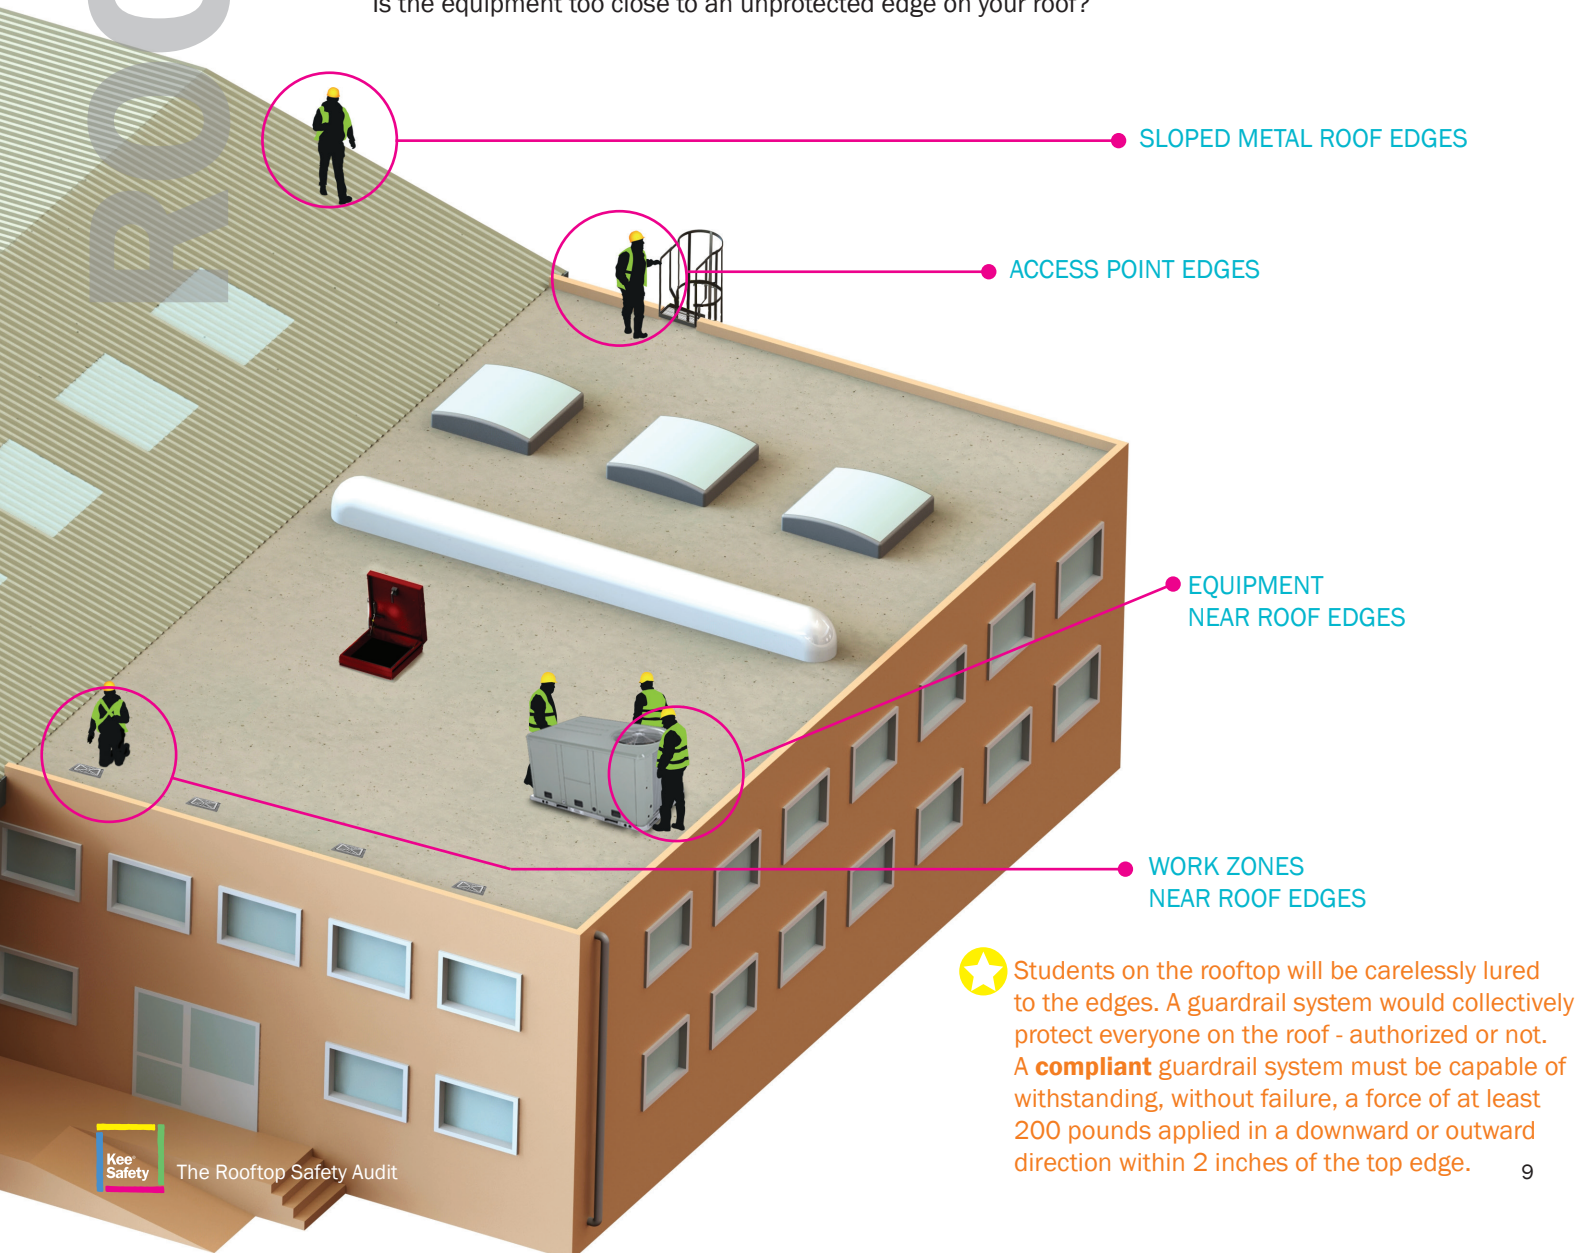 Is the equipment too close to an unprotected edge on your roof?
RO
SLOPED METAL ROOF EDGES
ACCESS POINT EDGES
EQUIPMENT
NEAR ROOF EDGES
WORK ZONES
NEAR ROOF EDGES
Students on the rooftop will be carelessly lured
to the edges. A guardrail system would collectively
protect everyone on the roof - authorized or not.
A compliant guardrail system must be capable of
withstanding, without failure, a force of at least
200 pounds applied in a downward or outward
direction within 2 inches of the top edge.
Kee®
Safety
The Rooftop Safety Audit
9